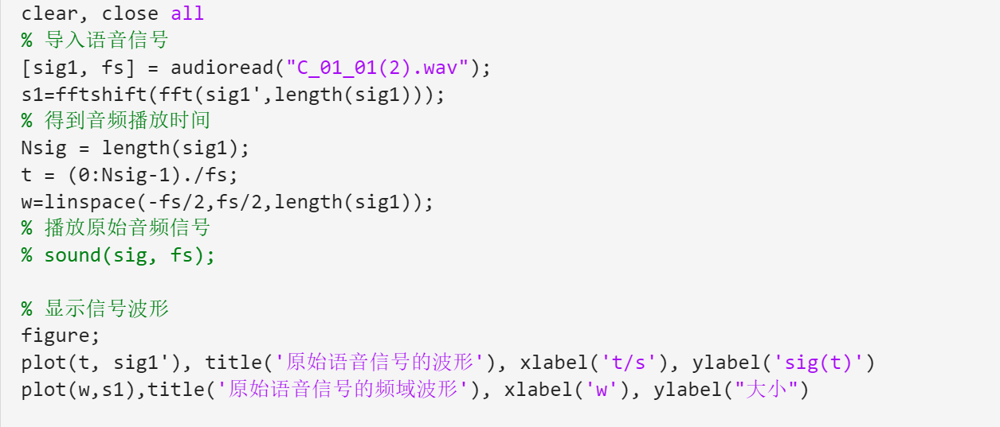 clear, close all
% 导入语音信号
[sig1, fs] = audioread("C_01_01(2).wav");
s1=fftshift(fft(sig1',length(sig1)));
% 得到音频播放时间
Nsig = length(sig1);
t = (0:Nsig-1)./fs;
w=linspace(-fs/2,fs/2,length(sig1));
% 播放原始音频信号
% sound(sig, fs);
% 显示信号波形
figure;
plot(t, sig1'), title('原始语音信号的波形'), xlabel('t/s'), ylabel('sig(t)')
plot(w,s1),title('原始语音信号的频域波形'), xlabel('w'), ylabel("大小")